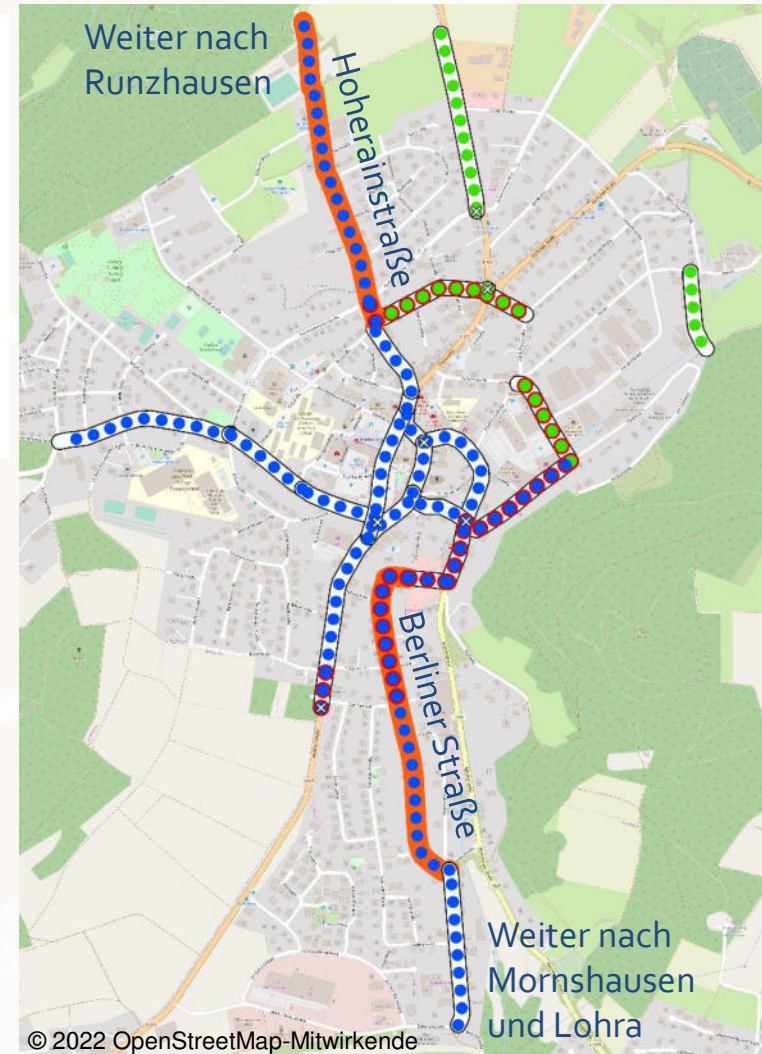 Weiter nach
Runzhausen
Hoherainstraße
Berliner Straße
Weiter nach
Mornshausen
und Lohra
© 2022 OpenStreetMap-Mitwirkende